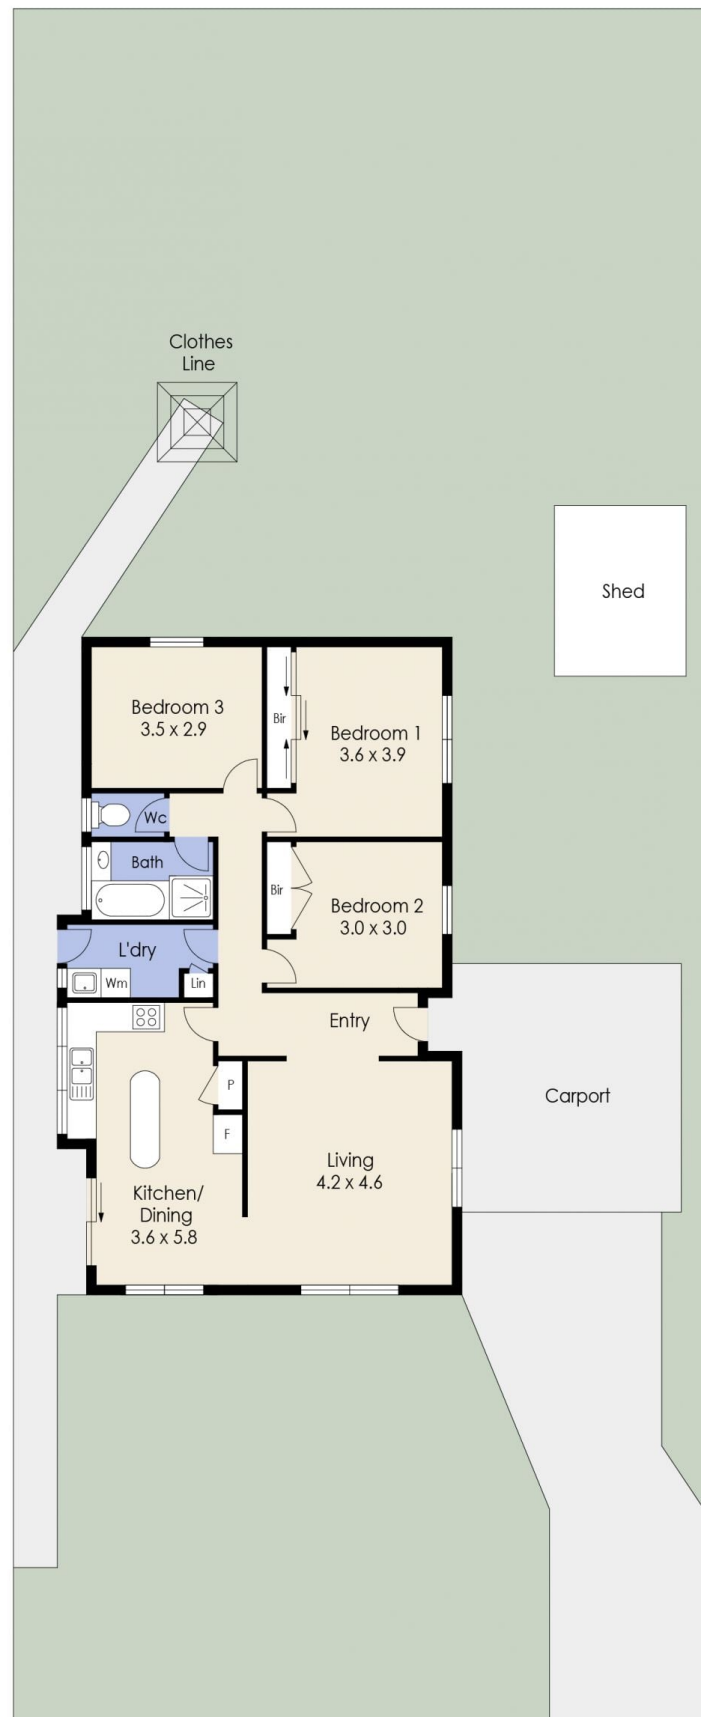 Clothes
Line
Shed
Bedroom 3
3.5 x 2.9
Bir
Bedroom 1
3.6 x 3.9
Wc
Bath
Bir
Bedroom 2
3.0 x 3.0
L'dry
Wm
Lin
Entry
P
F
Carport
Living
4.2 x 4.6
Kitchen/
Dining
3.6 x 5.8